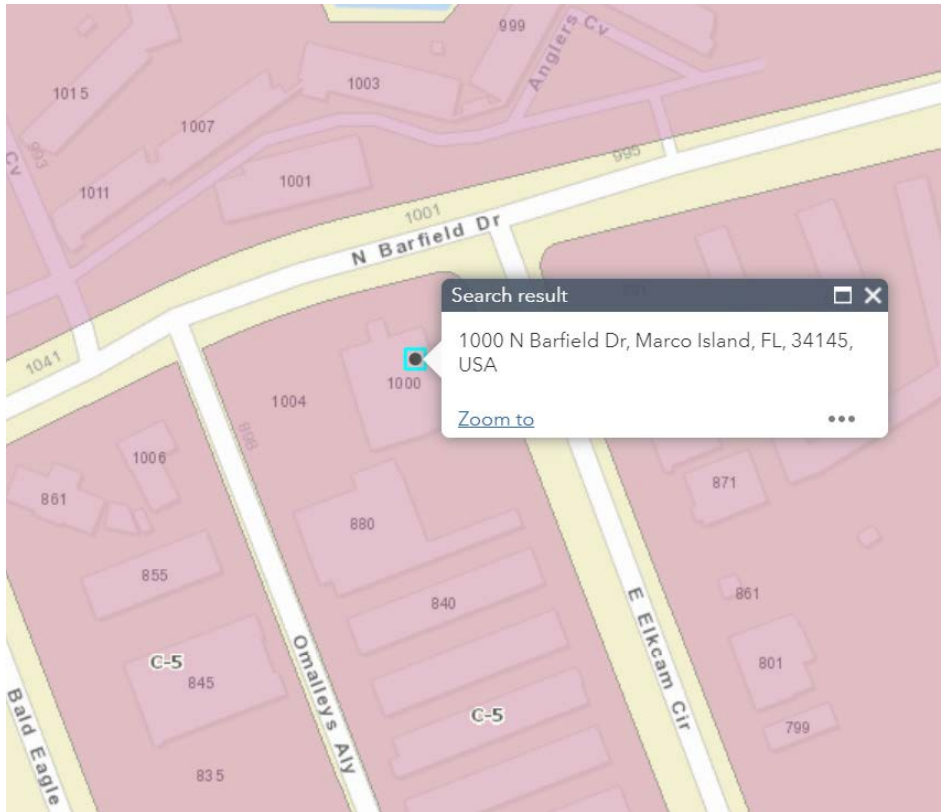 999
Anglers Cv
1003
1015
1007
993
Cv
995
1001
1011
1001
N Barfield Dr
Search result
1000 N Barfield Dr, Marco Island, FL, 34145,
USA
Zoom to
1041
1000
1004
898
1006
861
871
880
855
840
E Elkcam Cir
861
C-5
845
Omalleys Aly
801
C-5
799
Bald Eagle
835